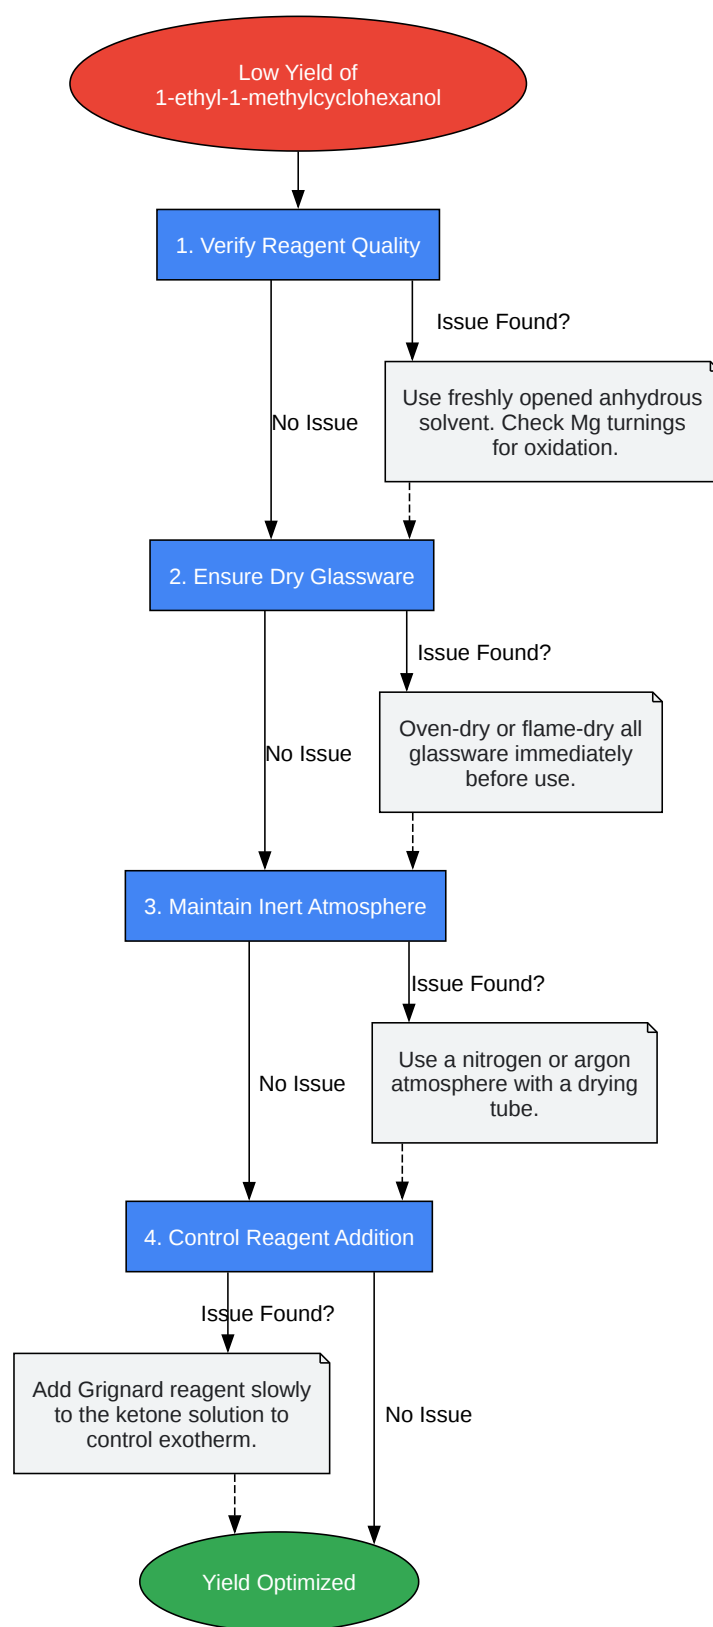 Low Yield of
1-ethyl-1-methylcyclohexanol
1. Verify Reagent Quality
Issue Found?
Use freshly opened anhydrous
solvent. Check Mg turnings
for oxidation.
No Issue
2. Ensure Dry Glassware
Issue Found?
Oven-dry or flame-dry all
glassware immediately
before use.
No Issue
3. Maintain Inert Atmosphere
Issue Found?
Use a nitrogen or argon
atmosphere with a drying
tube.
No Issue
4. Control Reagent Addition
Issue Found?
Add Grignard reagent slowly
to the ketone solution to
control exotherm.
No Issue
Yield Optimized